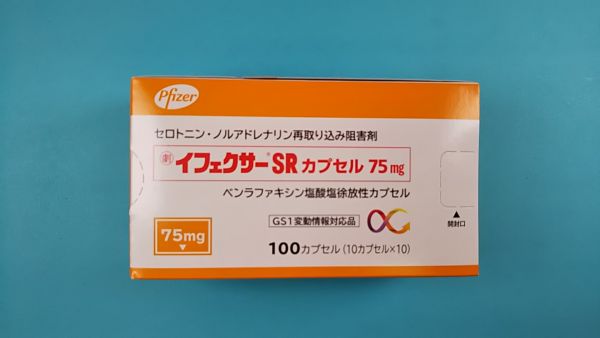 Pfizer
セロトニン・ノルアドレナリン再取り込み阻害剤
劇 イフェクサー® SR カプセル 75mg
ベンラファキシン塩酸塩徐放性カプセル
GS1変動情報対応品
75mg
100カプセル(10カプセル×10)
開封口